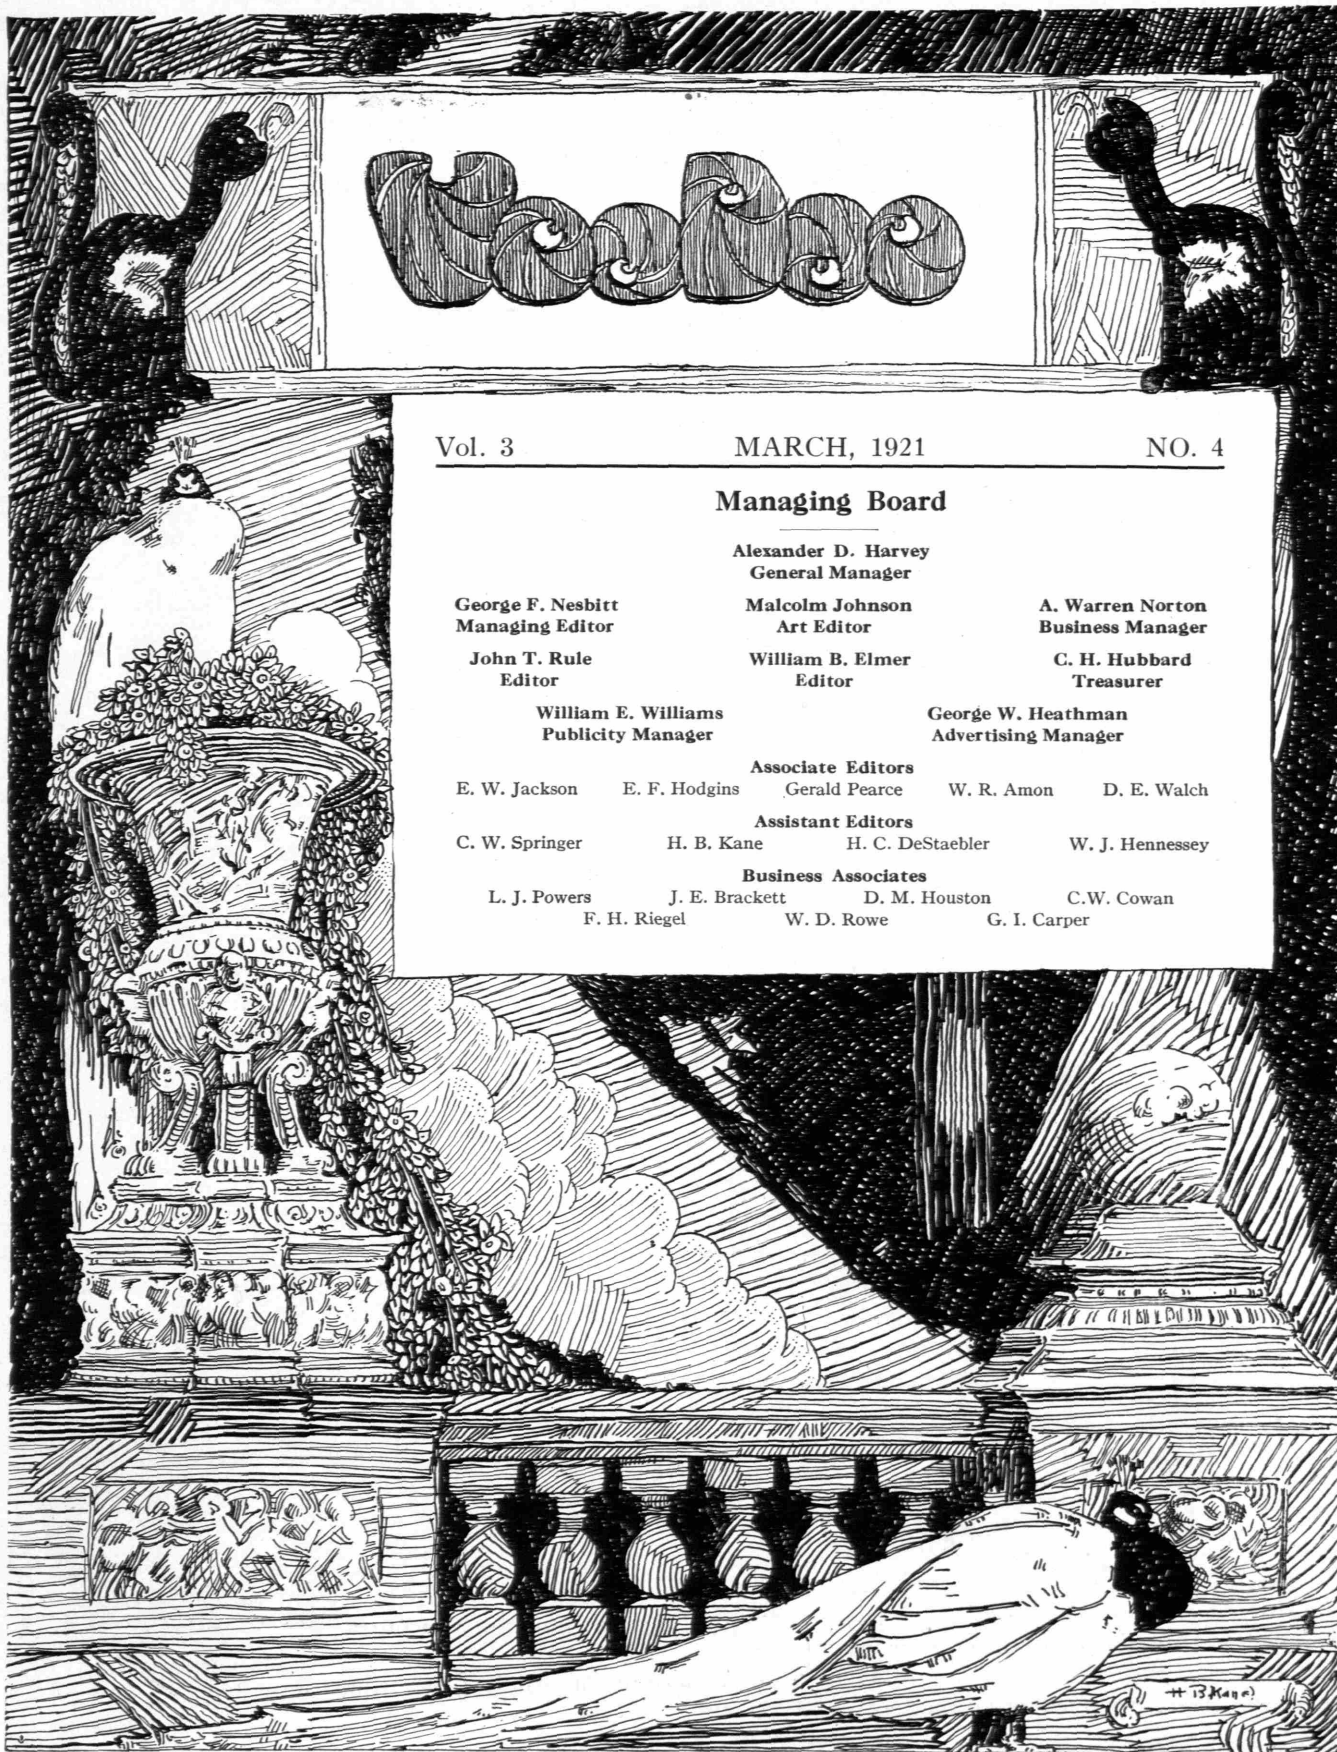 VooDoo
Vol. 3 MARCH, 1921 NO. 4
Managing Board
Alexander D. Harvey
General Manager
George F. Nesbitt Malcolm Johnson A. Warren Norton
Managing Editor Art Editor Business Manager
John T. Rule William B. Elmer C. H. Hubbard
Editor Editor Treasurer
William E. Williams George W. Heathman
Publicity Manager Advertising Manager
Associate Editors
E. W. Jackson E. F. Hodgins Gerald Pearce W. R. Amon D. E. Walch
Assistant Editors
C. W. Springer H. B. Kane H. C. DeStaebler W. J. Hennessey
Business Associates
L. J. Powers J. E. Brackett D. M. Houston C.W. Cowan
F. H. Riegel W. D. Rowe G. I. Carper
H B Kane